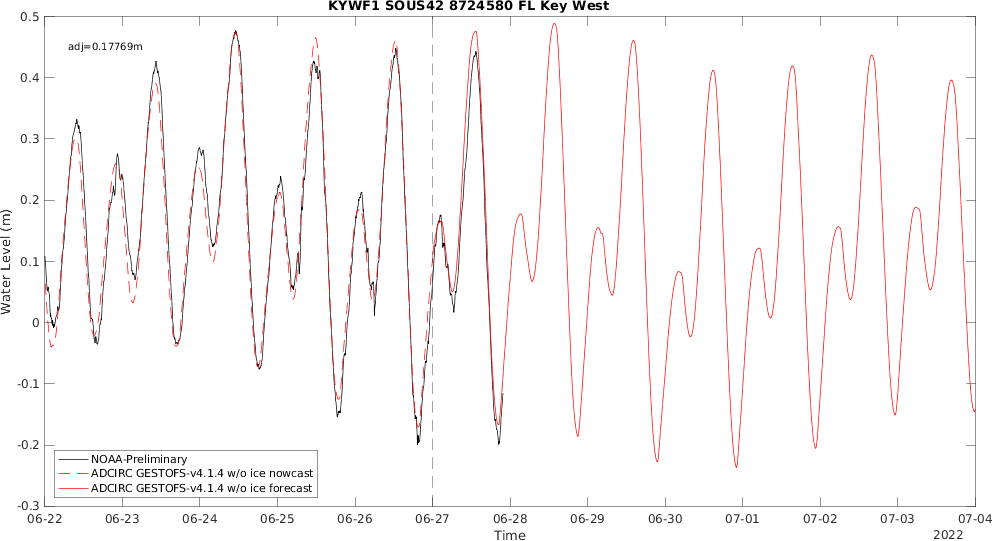 KYWF1 SOUS42 8724580 FL Key West
0.5
adj=0.17769m
0.4
0.3
0.2
0.1
0
-0.1
-0.2
-0.3
Water Level (m)
NOAA-Preliminary
ADCIRC GESTOFS-v4.1.4 w/o ice nowcast
ADCIRC GESTOFS-v4.1.4 w/o ice forecast
06-22 06-23 06-24 06-25 06-26 06-27 06-28 06-29 06-30 07-01 07-02 07-03 07-04
Time
2022